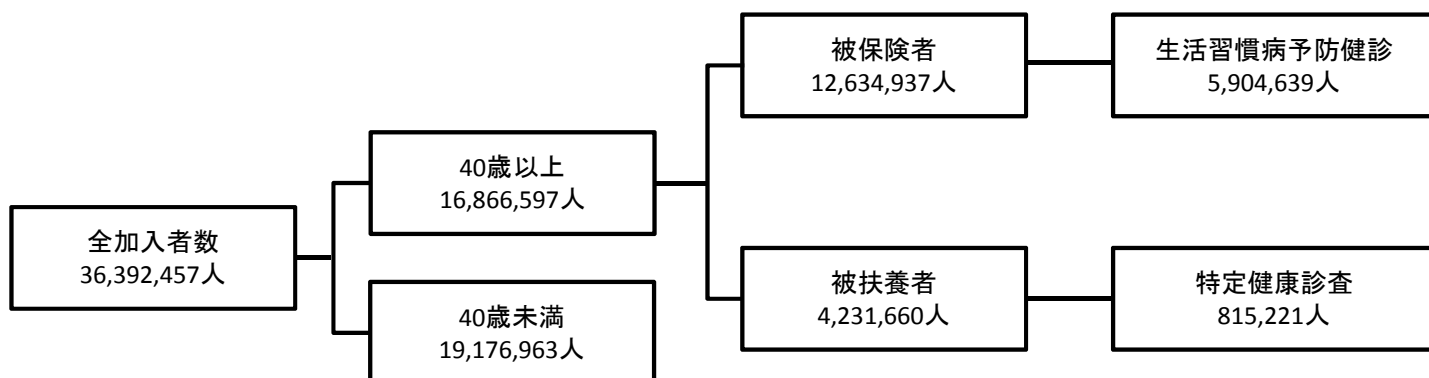 全加入者数
36,392,457人
40歳以上
16,866,597人
40歳未満
19,176,963人
被保険者
12,634,937人
被扶養者
4,231,660人
生活習慣病予防健診
5,904,639人
特定健康診査
815,221人